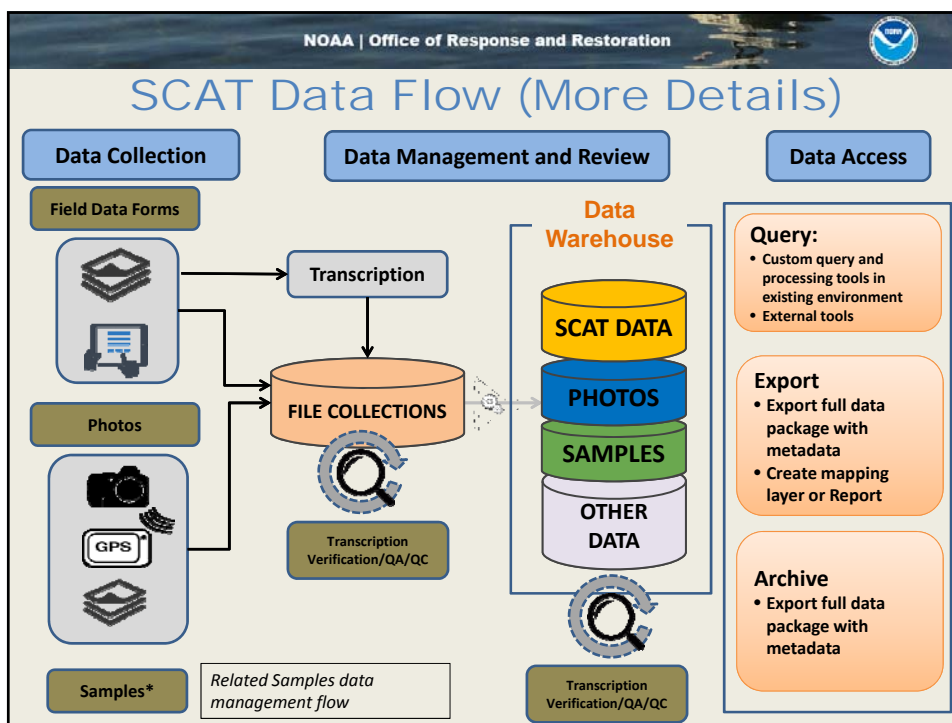 NOAA | Office of Response and Restoration
NOAA
SCAT Data Flow (More Details)
Data Collection
Data Management and Review
Data Access
Field Data Forms
Transcription
FILE COLLECTIONS
Photos
GPS
Transcription
Verification/QA/QC
Samples*
Related Samples data
management flow
Data
Warehouse
SCAT DATA
PHOTOS
SAMPLES
OTHER
DATA
Transcription
Verification/QA/QC
Query:
• Custom query and
processing tools in
existing environment
• External tools
Export
• Export full data
package with
metadata
• Create mapping
layer or Report
Archive
• Export full data
package with
metadata